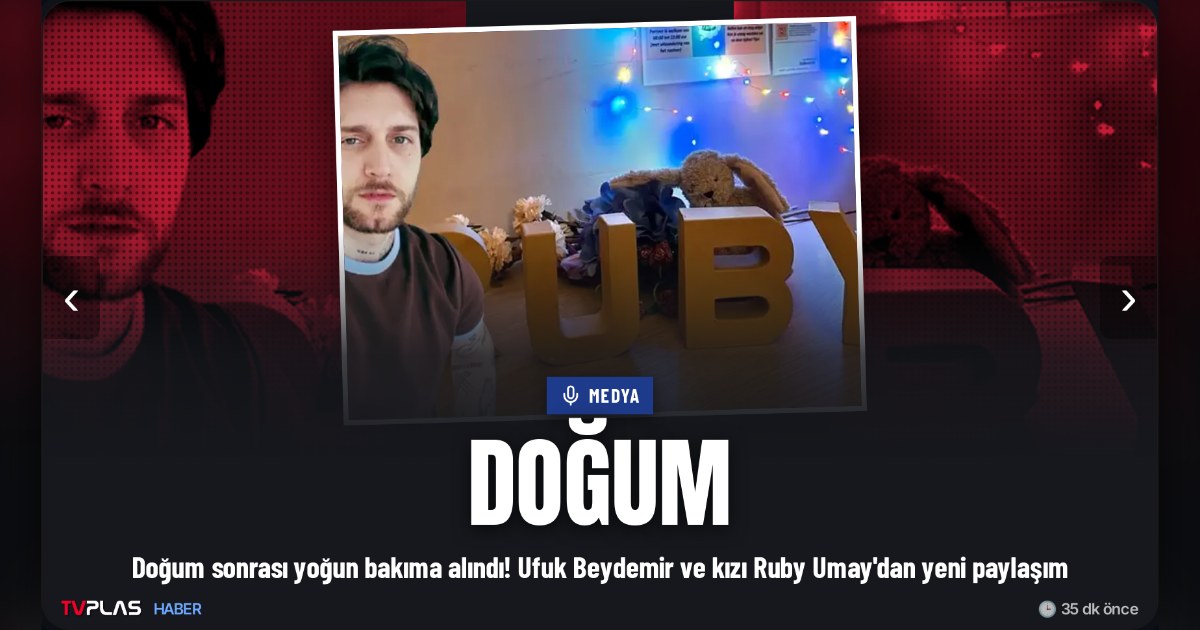 RUBY
MEDYA
DOĞUM
Doğum sonrası yoğun bakıma alındı! Ufuk Beydemir ve kızı Ruby Umay'dan yeni paylaşım
TVPLAS HABER
35 dk önce